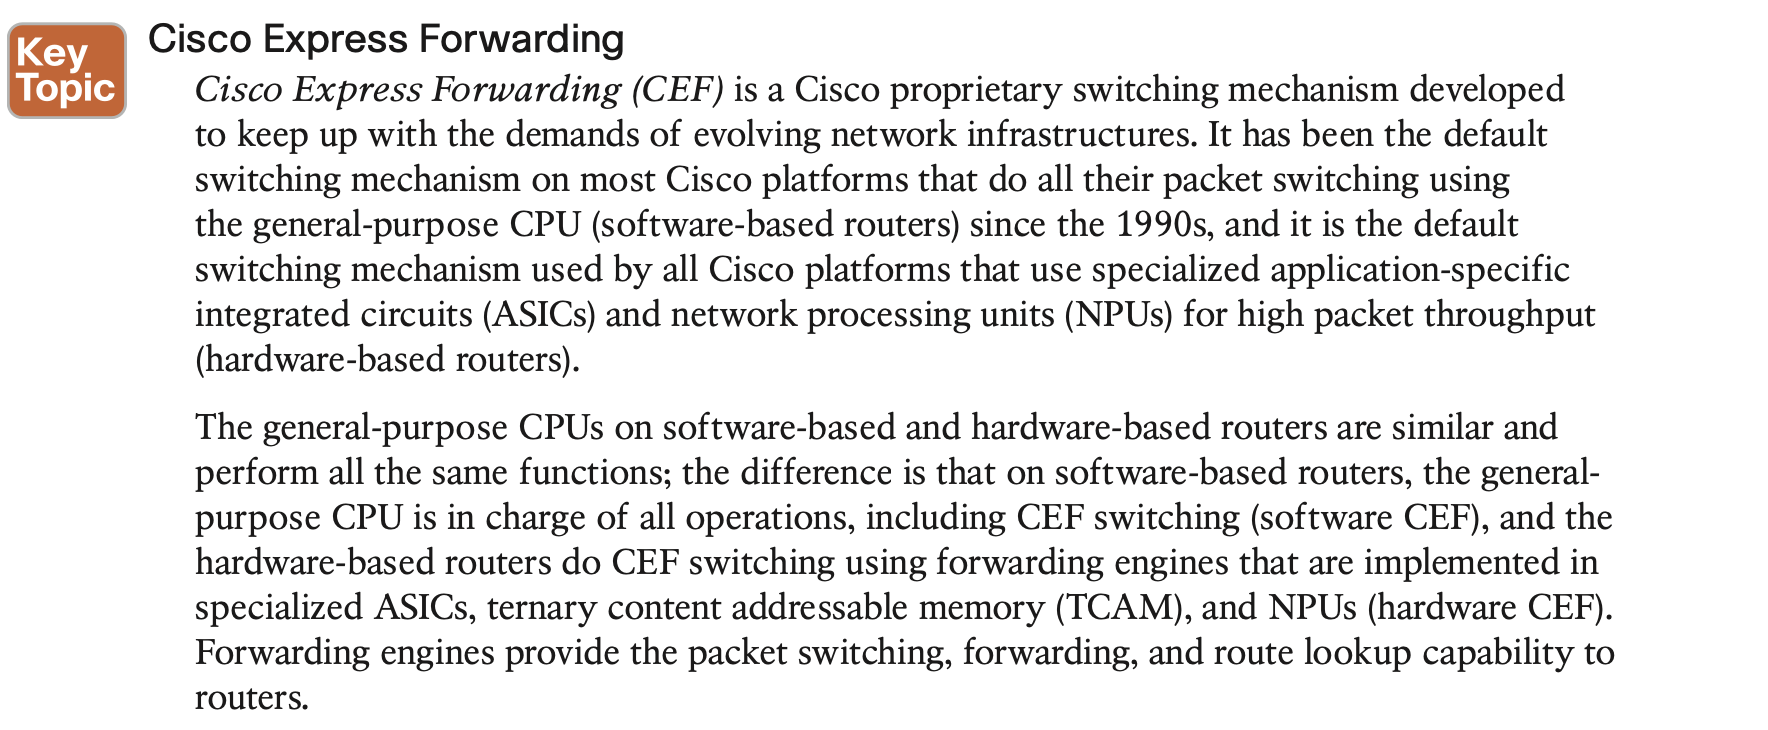 Key
Topic
Cisco Express Forwarding
Cisco Express Forwarding (CEF) is a Cisco proprietary switching mechanism developed
to keep up with the demands of evolving network infrastructures. It has been the default
switching mechanism on most Cisco platforms that do all their packet switching using
the general-purpose CPU (software-based routers) since the 1990s, and it is the default
switching mechanism used by all Cisco platforms that use specialized application-specific
integrated circuits (ASICs) and network processing units (NPUs) for high packet throughput
(hardware-based routers).
The general-purpose CPUs on software-based and hardware-based routers are similar and
perform all the same functions; the difference is that on software-based routers, the general-
purpose CPU is in charge of all operations, including CEF switching (software CEF), and the
hardware-based routers do CEF switching using forwarding engines that are implemented in
specialized ASICs, ternary content addressable memory (TCAM), and NPUs (hardware CEF).
Forwarding engines provide the packet switching, forwarding, and route lookup capability to
routers.